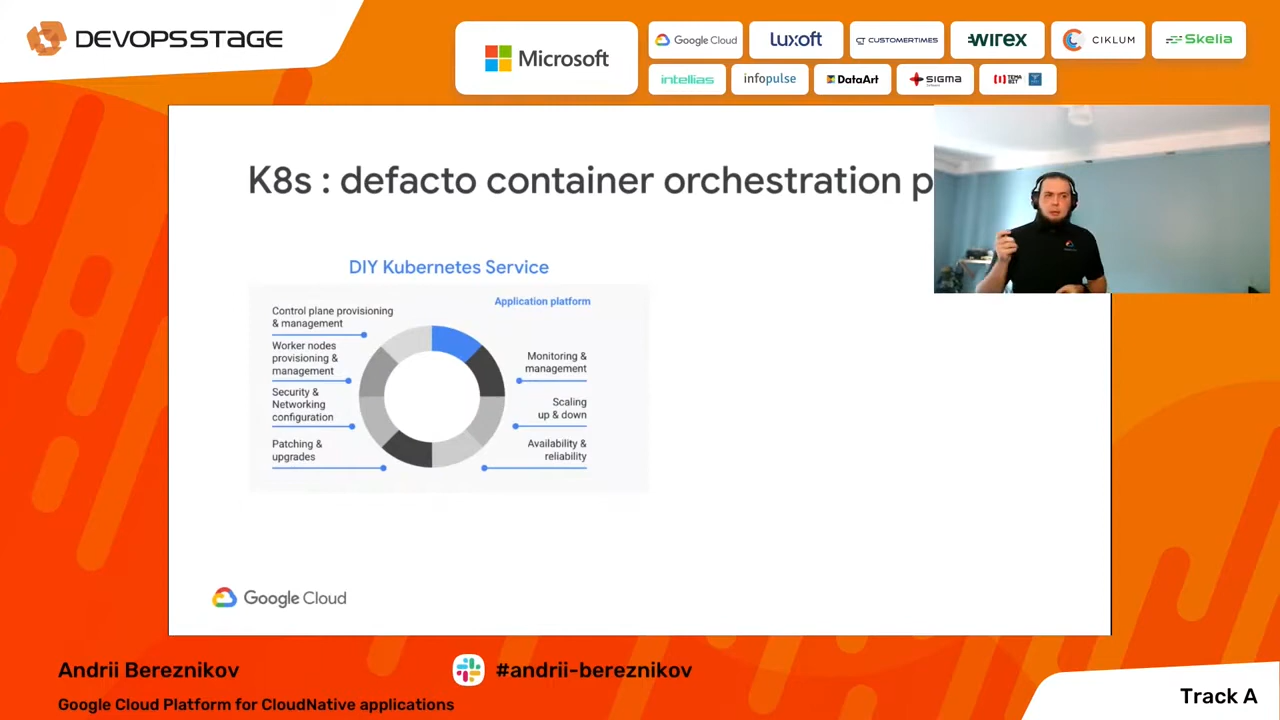 DEVOPSSTAGE
Microsoft
Google Cloud
Luxoft
CUSTOMERTIMES
wirex
CIKLUM
Skelia
intellias
infopulse
DataArt
SIGMA
K8s : defacto container orchestration p
DIY Kubernetes Service
Application platform
Control plane provisioning
& management
Worker nodes
provisioning &
management
Security &
Networking
configuration
Patching &
upgrades
Monitoring &
management
Scaling
up & down
Availability &
reliability
Google Cloud
Andrii Bereznikov
#andrii-bereznikov
Google Cloud Platform for CloudNative applications
Track A